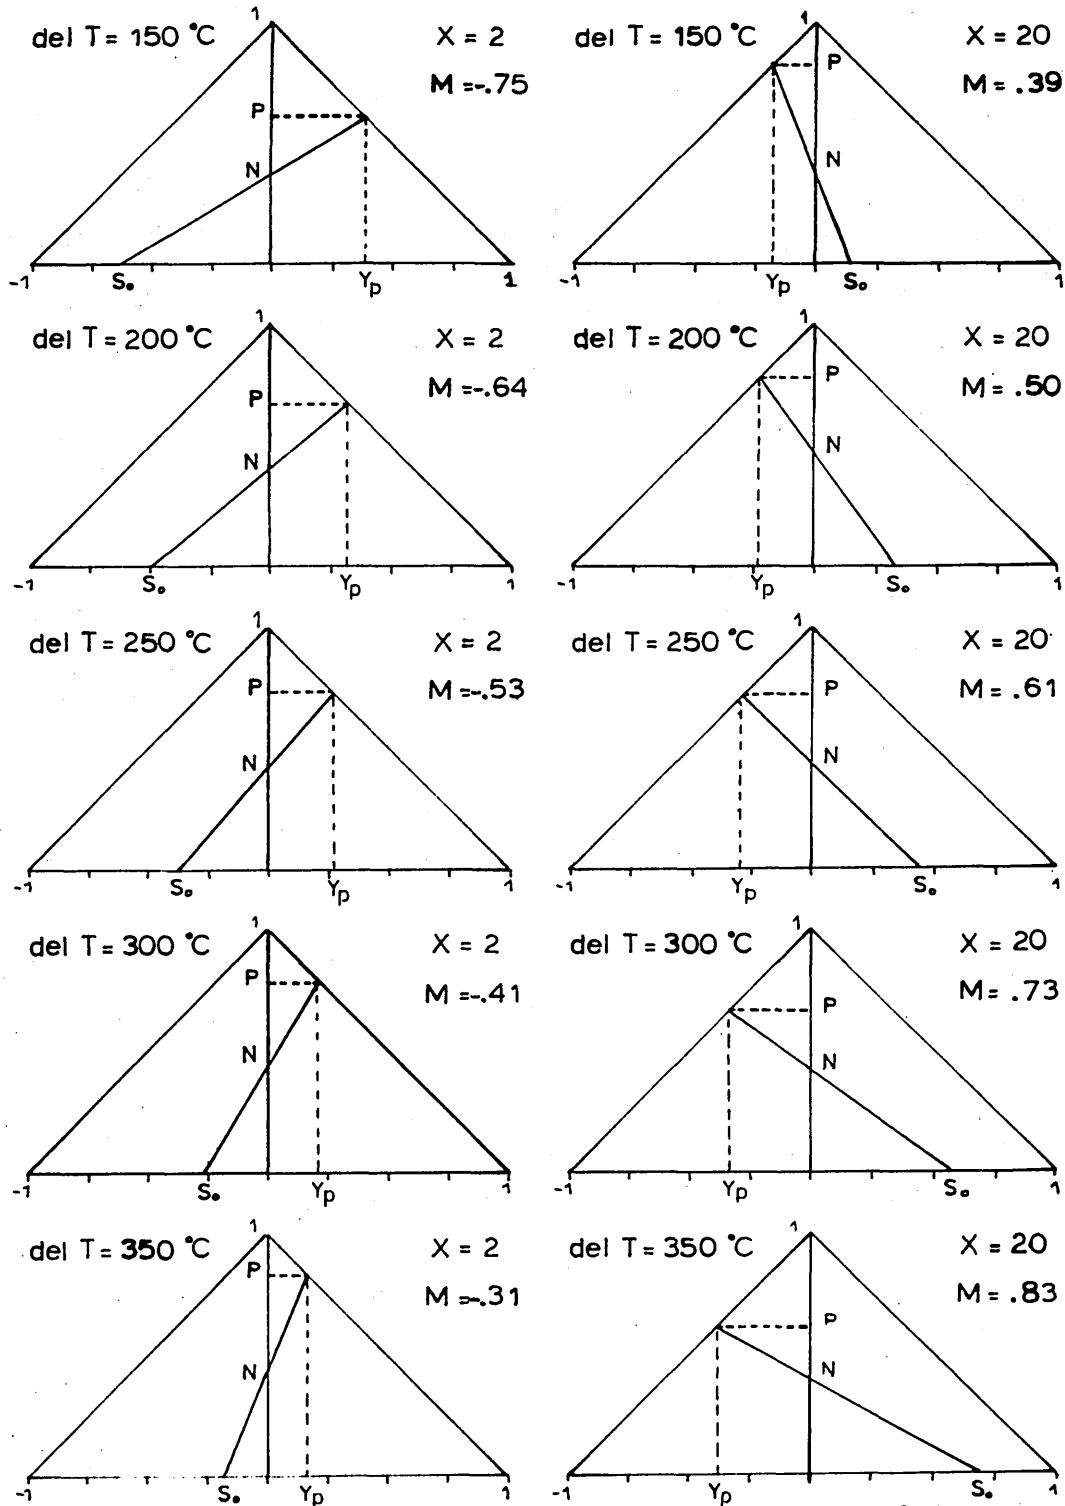 1
del T = 150 °C X = 2
M =-.75
P
N
-1 S₀ Yp 1
1
del T = 150 °C X = 20
P
M = .39
N
-1 Yp S₀ 1
1
del T = 200 °C X = 2
M =-.64
P
N
-1 S₀ Yp 1
1
del T = 200 °C X = 20
P
M = .50
N
-1 Yp S₀ 1
1
del T = 250 °C X = 2
P M =-.53
N
-1 S₀ Yp 1
1
del T = 250 °C X = 20
P M = .61
N
-1 Yp S₀ 1
1
del T = 300 °C X = 2
P
M =-.41
N
-1 S₀ Yp 1
1
del T = 300 °C X = 20
M = .73
P
N
-1 Yp S₀ 1
1
del T = 350 °C X = 2
P
M =-.31
N
-1 S₀ Yp 1
1
del T = 350 °C X = 20
M = .83
P
N
-1 Yp S₀ 1